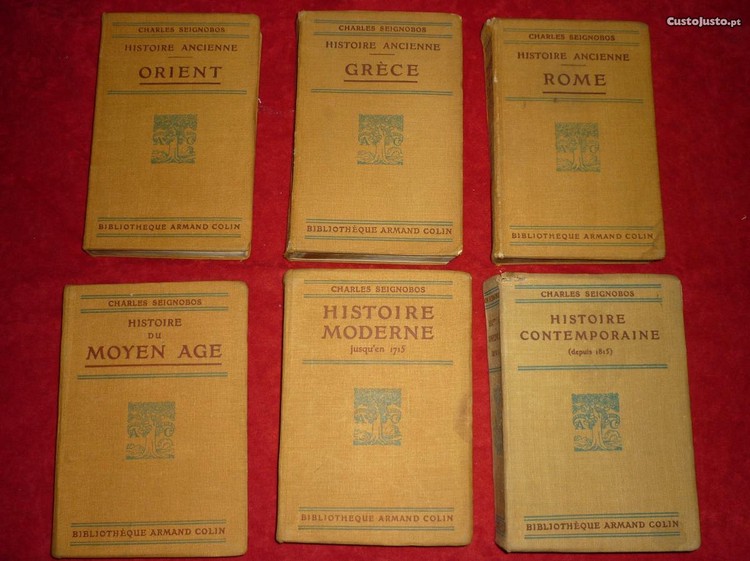 CustoJusto.pt
CHARLES SEIGNOBOS
HISTOIRE ANCIENNE
ORIENT
BIBLIOTHÈQUE ARMAND COLIN
CHARLES SEIGNOBOS
HISTOIRE ANCIENNE
GRÈCE
BIBLIOTHÈQUE ARMAND COLIN
CHARLES SEIGNOBOS
HISTOIRE ANCIENNE
ROME
BIBLIOTHÈQUE ARMAND COLIN
CHARLES SEIGNOBOS
HISTOIRE
DU
MOYEN AGE
A C
BIBLIOTHÈQUE ARMAND COLIN
CHARLES SEIGNOBOS
HISTOIRE
MODERNE
jusqu'en 1715
A C
BIBLIOTHÈQUE ARMAND COLIN
CHARLES SEIGNOBOS
HISTOIRE
CONTEMPORAINE
(depuis 1815)
A C
BIBLIOTHÈQUE ARMAND COLIN